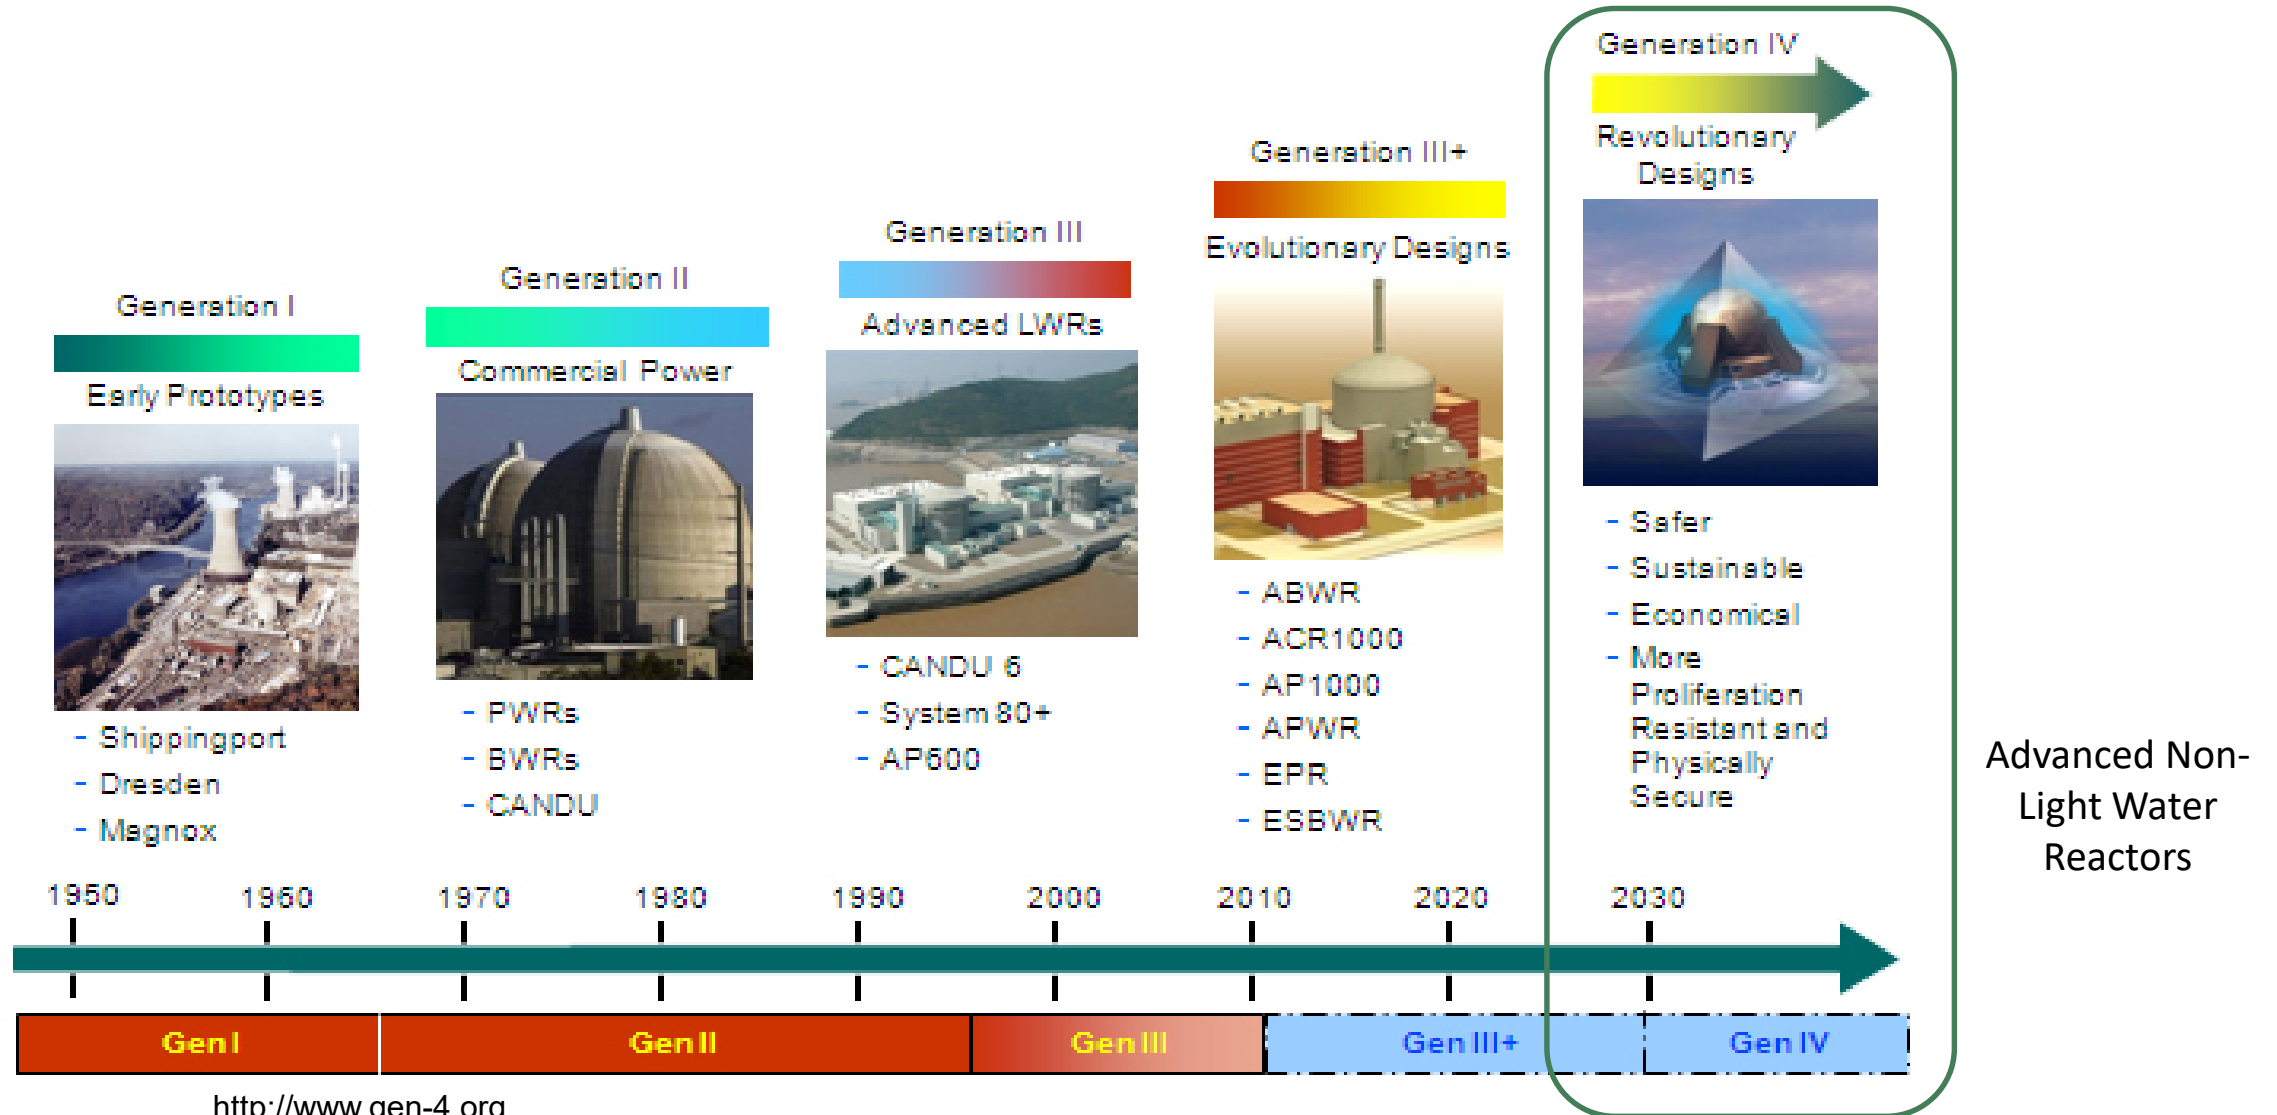 Generation I
Early Prototypes
- Shippingport
- Dresden
- Magnox
Generation II
Commercial Power
- PWRs
- BWRs
- CANDU
Generation III
Advanced LWRs
- CANDU 6
- System 80+
- AP600
Generation III+
Evolutionary Designs
- ABWR
- ACR1000
- AP1000
- APWR
- EPR
- ESBWR
Generation IV
Revolutionary
Designs
- Safer
- Sustainable
- Economical
- More
Proliferation
Resistant and
Physically
Secure
Advanced Non-
Light Water
Reactors
1950 1960 1970 1980 1990 2000 2010 2020 2030
Gen I Gen II Gen III Gen III+ Gen IV
http://www.gen-4.org